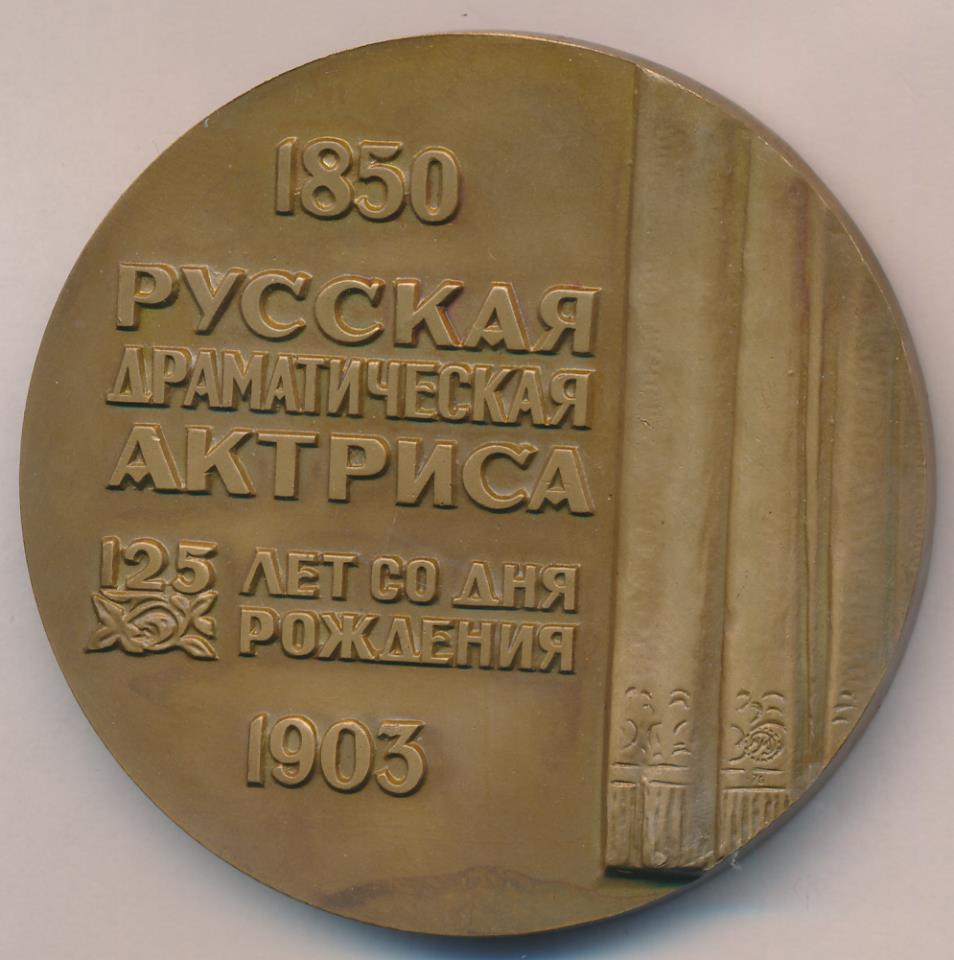 1850
РУССКАЯ
ДРАМАТИЧЕСКАЯ
АКТРИСА
125 ЛЕТ СО ДНЯ
РОЖДЕНИЯ
1903